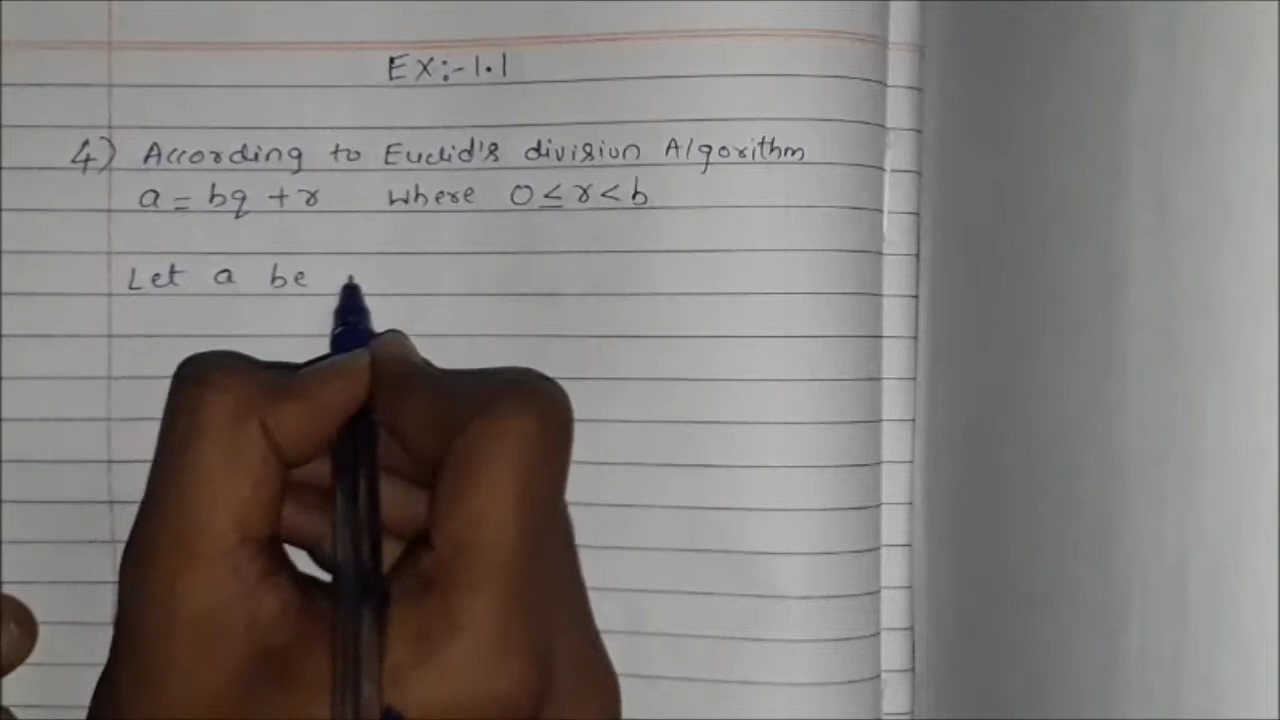 EX:-1.1
4) According to Euclid's division Algorithm
a = bq + r where 0 ≤ r < b
Let a be